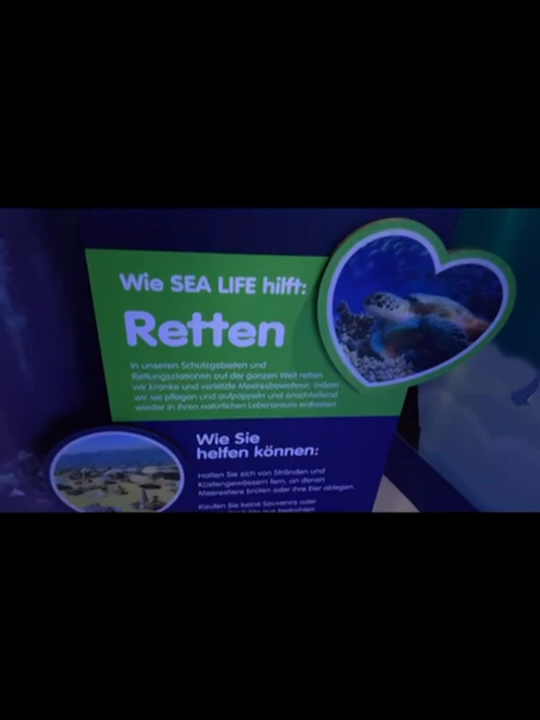 Wie SEA LIFE hilft:
Retten
In unseren Schutzgebieten und
Rettungsstationen auf der ganzen Welt retten
wir kranke und verletzte Meeresbewohner, indem
wir sie pflegen und aufpäppeln und anschließend
wieder in ihren natürlichen Lebensraum entlassen.
Wie Sie
helfen können:
Halten Sie sich von Stränden und
Küstengewässern fern, an denen
Meerestiere brüten oder ihre Eier ablegen.
Kaufen Sie keine Souvenirs oder
aus bedrohten